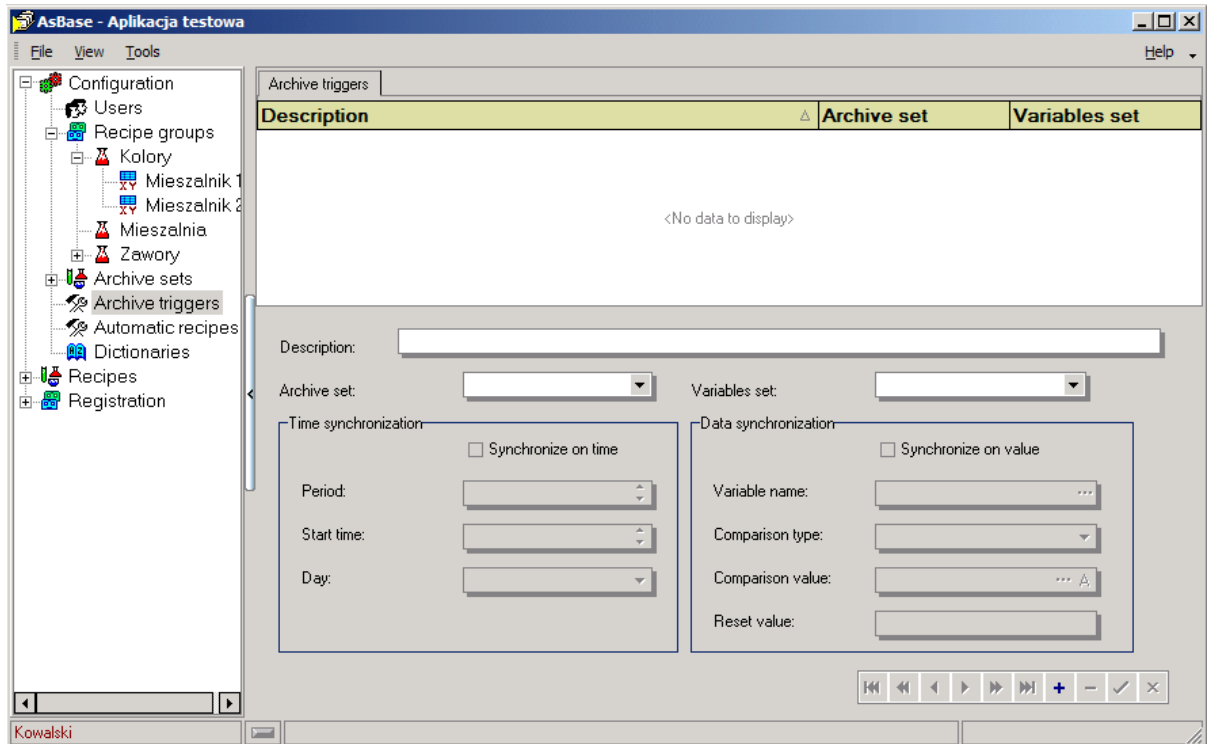 AsBase - Aplikacja testowa
File View Tools Help
Configuration
Users
Recipe groups
Kolory
Mieszalnik 1
Mieszalnik 2
Mieszalnia
Zawory
Archive sets
Archive triggers
Automatic recipes
Dictionaries
Recipes
Registration
Archive triggers
Description Archive set Variables set
<No data to display>
Description:
Archive set: Variables set:
Time synchronization
Synchronize on time
Period:
Start time:
Day:
Data synchronization
Synchronize on value
Variable name:
Comparison type:
Comparison value: A
Reset value:
Kowalski